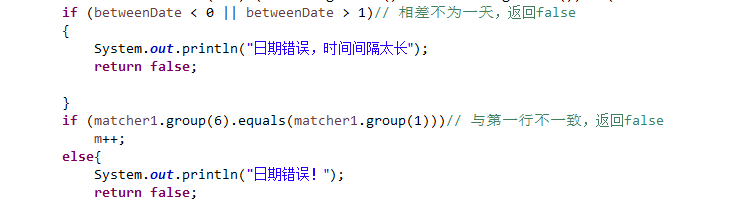 if (betweenDate < 0 || betweenDate > 1)// 相差不为一天，返回false
{
System.out.println("日期错误，时间间隔太长");
return false;
}
if (matcher1.group(6).equals(matcher1.group(1)))// 与第一行不一致，返回false
m++;
else{
System.out.println("日期错误！");
return false;